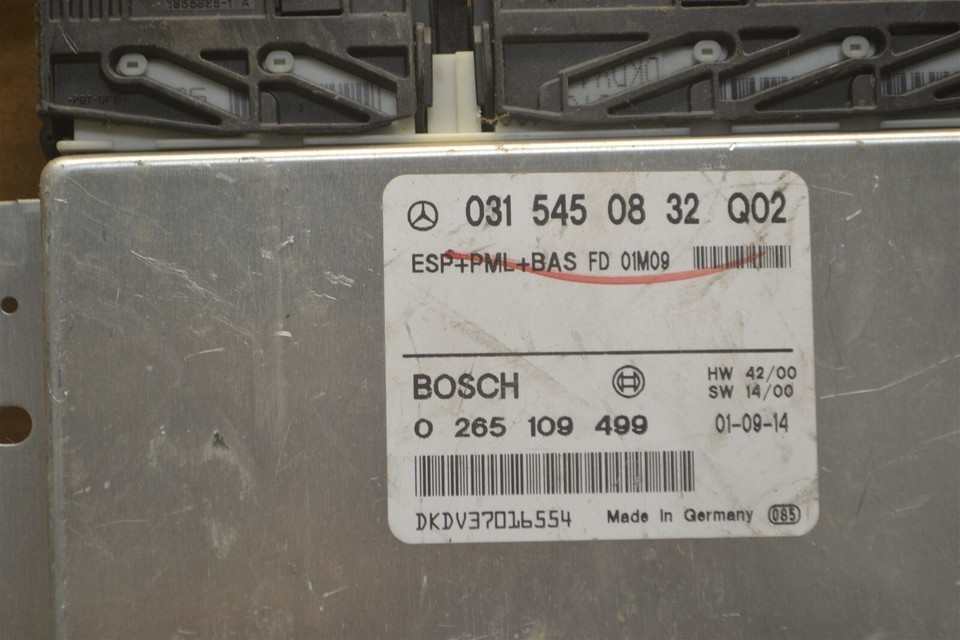 031 545 08 32 Q02
ESP+PML+BAS FD 01M09
BOSCH
HW 42/00
SW 14/00
0 265 109 499
01-09-14
DKDV37016554
Made in Germany
085